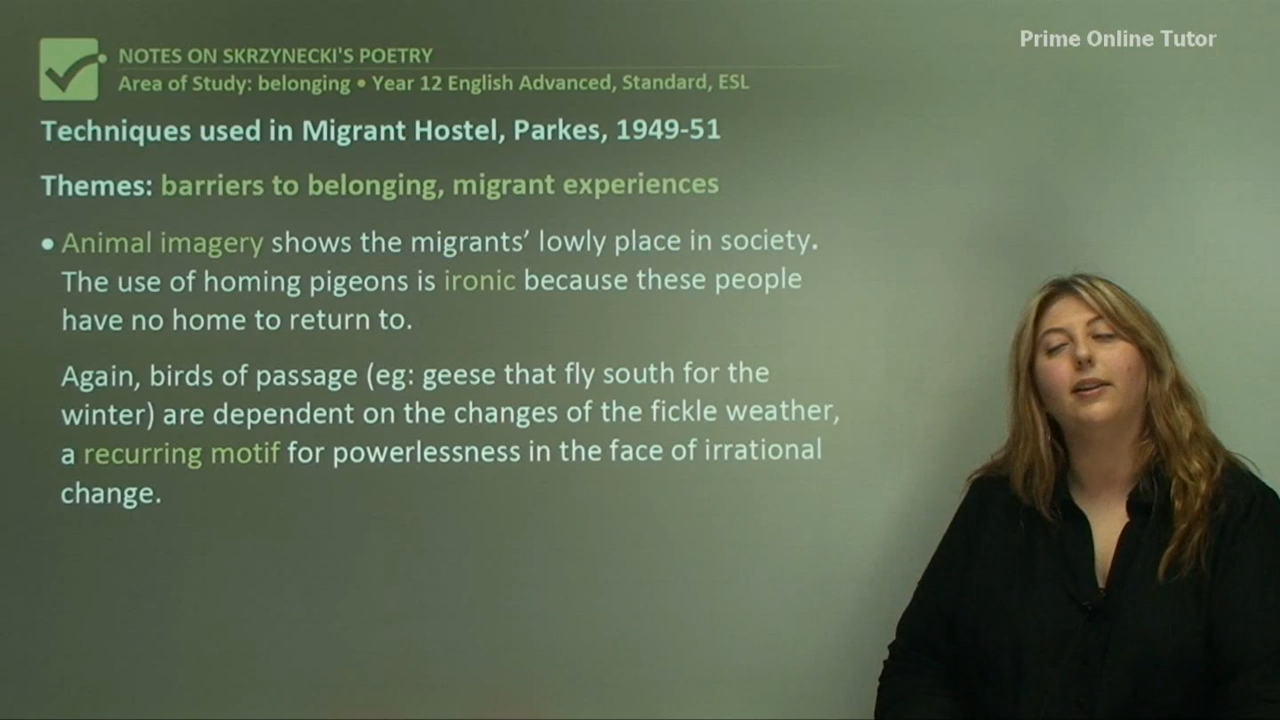 Prime Online Tutor
NOTES ON SKRZYNECKI'S POETRY
Area of Study: belonging • Year 12 English Advanced, Standard, ESL
Techniques used in Migrant Hostel, Parkes, 1949-51
Themes: barriers to belonging, migrant experiences
• Animal imagery shows the migrants’ lowly place in society.
The use of homing pigeons is ironic because these people
have no home to return to.
Again, birds of passage (eg: geese that fly south for the
winter) are dependent on the changes of the fickle weather,
a recurring motif for powerlessness in the face of irrational
change.